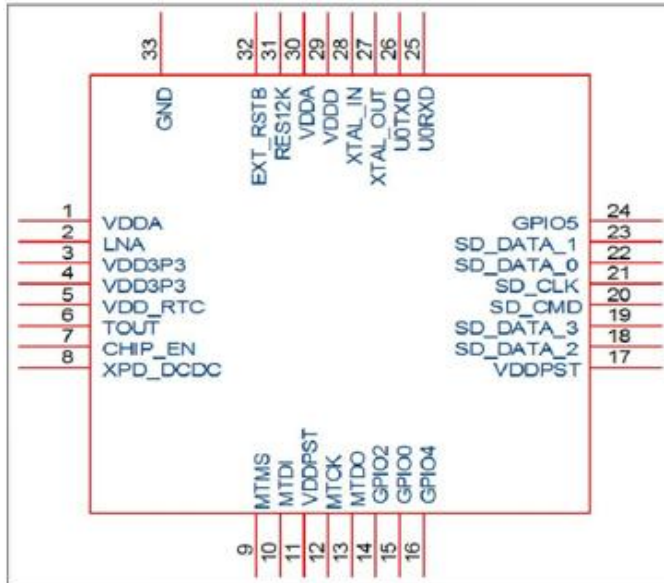 33
32
31
30
29
28
27
26
25
GND
EXT_RSTB
RES12K
VDDA
VDDD
XTAL_IN
XTAL_OUT
U0TXD
U0RXD
1 VDDA
2 LNA
3 VDD3P3
4 VDD3P3
5 VDD_RTC
6 TOUT
7 CHIP_EN
8 XPD_DCDC
GPIO5 24
SD_DATA_1 23
SD_DATA_0 22
SD_CLK 21
SD_CMD 20
SD_DATA_3 19
SD_DATA_2 18
VDDPST 17
MTMS
MTDI
VDDPST
MTCK
MTDO
GPIO2
GPIO0
GPIO4
9
10
11
12
13
14
15
16